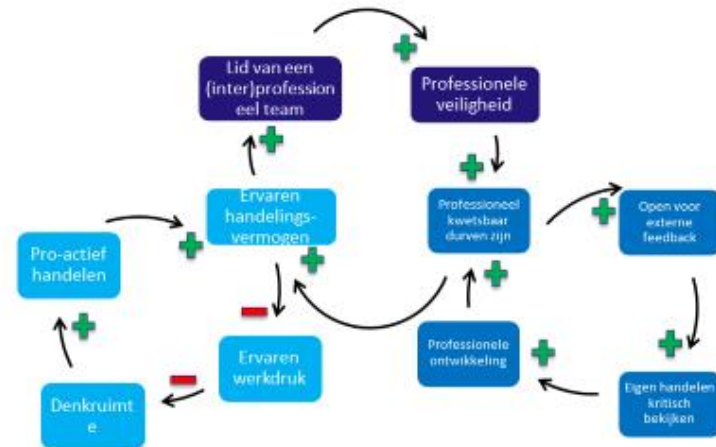 Lid van een
(inter)profession
eel team
Professionele
veiligheid
Ervaren
handelings-
vermogen
Professioneel
kwetsbaar
durven zijn
Open voor
externe
feedback
Pro-actief
handelen
Ervaren
werkdruk
Professionele
ontwikkeling
Denkruimt
e
Eigen handelen
kritisch
bekijken